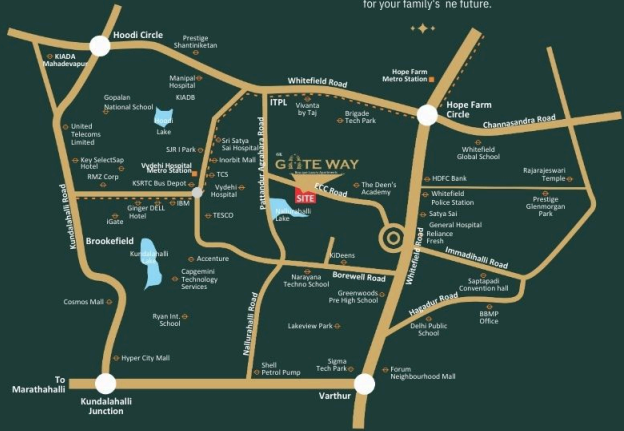 for your family's ne future.
Hoodi Circle
Prestige
Shantiniketan
KIADA
Mahadevapur
Manipal
Hospital
KIADB
Gopalan
National School
Hoodi
Lake
United
Telecoms
Limited
Whitefield Road
ITPL
Vivanta
by Taj
Brigade
Tech Park
Hope Farm
Metro Station
Hope Farm
Circle
Channasandra Road
Whitefield
Global School
Rajarajeswari
Temple
Prestige
Glenmorgan
Park
Sri Satya
Sai Hospital
SJR I Park
Inorbit Mall
Key SelectSap
Hotel
RMZ Corp
Vydehi Hospital
Metro Station
TCS
KSRTC Bus Depot
Vydehi
Hospital
Ginger DELL
Hotel
IBM
iGate
TESCO
Pattandur Agrahara Road
THE
GATE WAY
SITE
ECC Road
The Deen's
Academy
Nallurahalli
Lake
HDFC Bank
Whitefield
Police Station
Satya Sai
General Hospital
Reliance
Fresh
Kundalahalli Road
Brookefield
Kundalahalli
Accenture
Capgemini
Technology
Services
Cosmos Mall
Ryan Int.
School
KiDeens
Narayana
Techno School
Borewell Road
Whitefield Road
Immadihalli Road
Saptapadi
Convention hall
Greenwoods
Pre High School
Hagadur Road
BBMP
Office
Delhi Public
School
Nallurahalli Road
Lakeview Park
Hyper City Mall
Shell
Petrol Pump
Sigma
Tech Park
Forum
Neighbourhood Mall
To
Marathahalli
Kundalahalli
Junction
Varthur